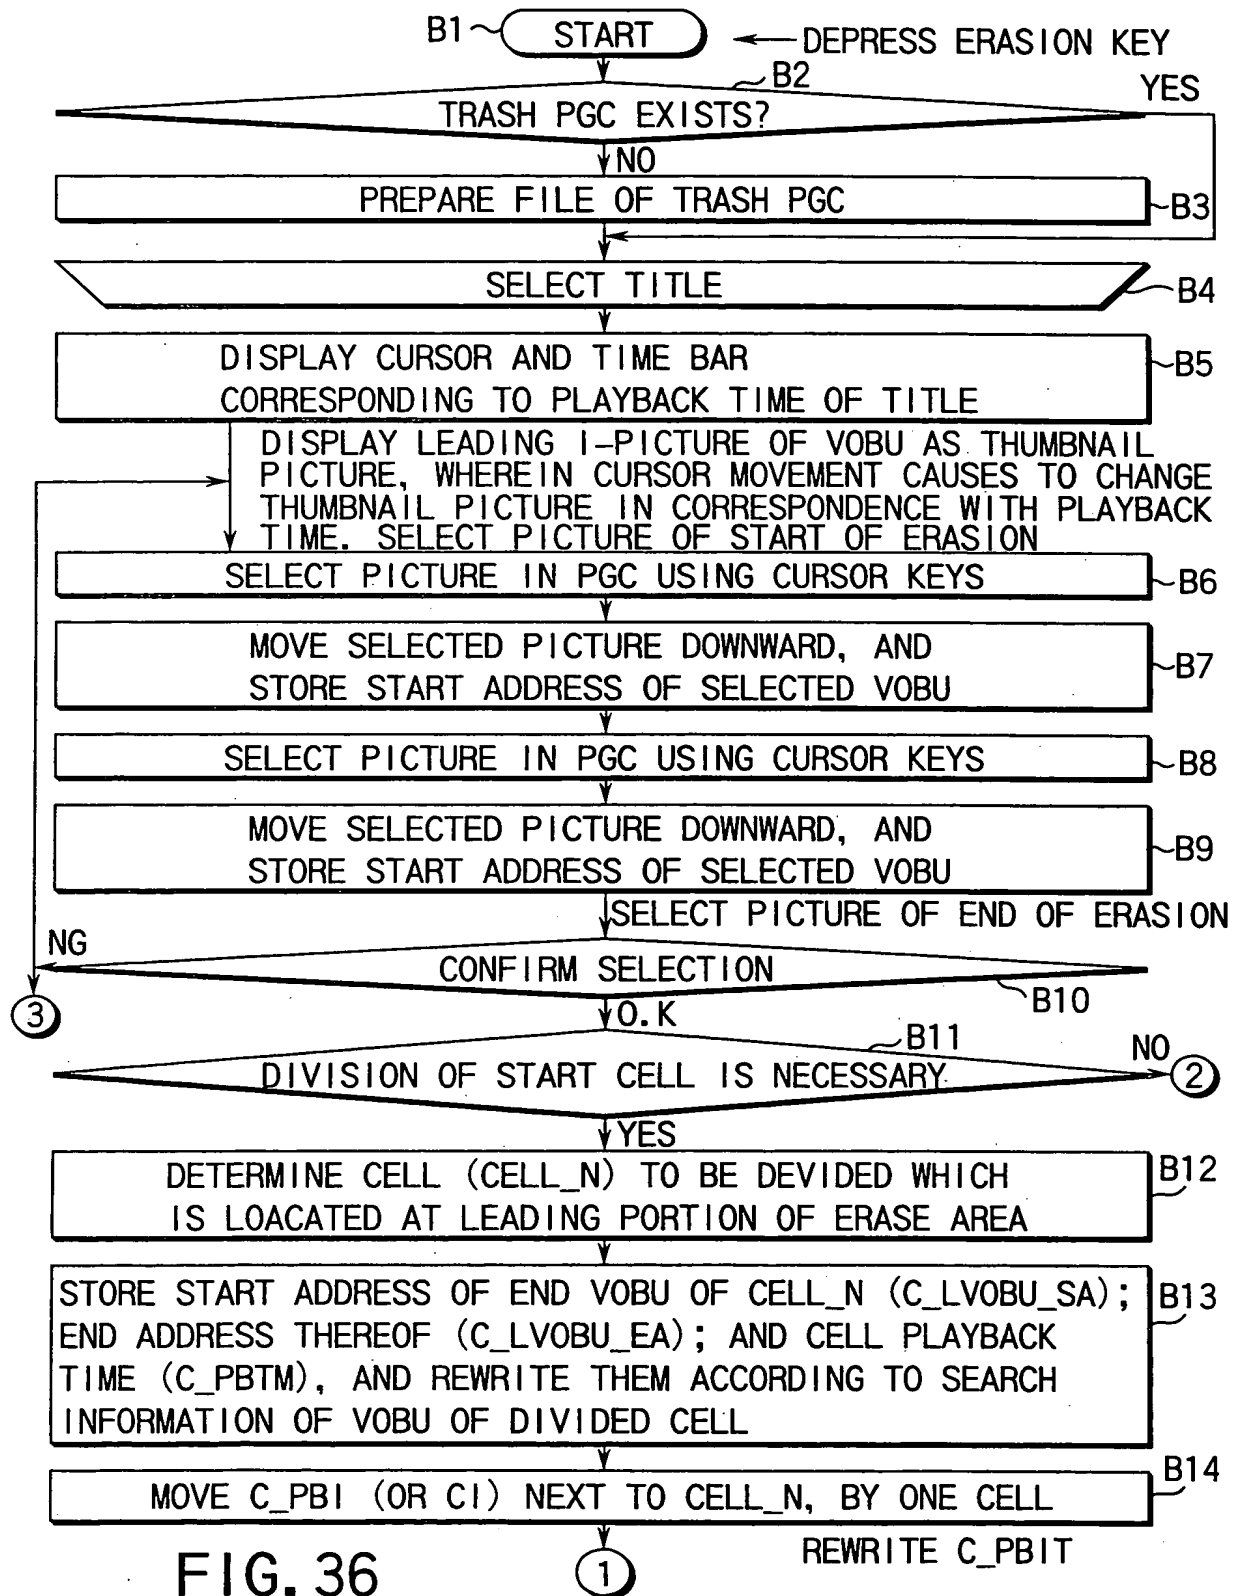 B1 START DEPRESS ERASION KEY
B2
YES
TRASH PGC EXISTS?
NO
PREPARE FILE OF TRASH PGC
B3
SELECT TITLE
B4
DISPLAY CURSOR AND TIME BAR
CORRESPONDING TO PLAYBACK TIME OF TITLE
B5
DISPLAY LEADING I-PICTURE OF VOBU AS THUMBNAIL
PICTURE, WHEREIN CURSOR MOVEMENT CAUSES TO CHANGE
THUMBNAIL PICTURE IN CORRESPONDENCE WITH PLAYBACK
TIME. SELECT PICTURE OF START OF ERASION
SELECT PICTURE IN PGC USING CURSOR KEYS
B6
MOVE SELECTED PICTURE DOWNWARD, AND
STORE START ADDRESS OF SELECTED VOBU
B7
SELECT PICTURE IN PGC USING CURSOR KEYS
B8
MOVE SELECTED PICTURE DOWNWARD, AND
STORE START ADDRESS OF SELECTED VOBU
B9
SELECT PICTURE OF END OF ERASION
NG
CONFIRM SELECTION
B10
3
O.K
B11
NO
DIVISION OF START CELL IS NECESSARY
2
YES
DETERMINE CELL (CELL_N) TO BE DEVIDED WHICH
IS LOACATED AT LEADING PORTION OF ERASE AREA
B12
STORE START ADDRESS OF END VOBU OF CELL_N (C_LVOBU_SA);
END ADDRESS THEREOF (C_LVOBU_EA); AND CELL PLAYBACK
TIME (C_PBTM), AND REWRITE THEM ACCORDING TO SEARCH
INFORMATION OF VOBU OF DIVIDED CELL
B13
MOVE C_PBI (OR CI) NEXT TO CELL_N, BY ONE CELL
B14
REWRITE C_PBIT
1
FIG. 36